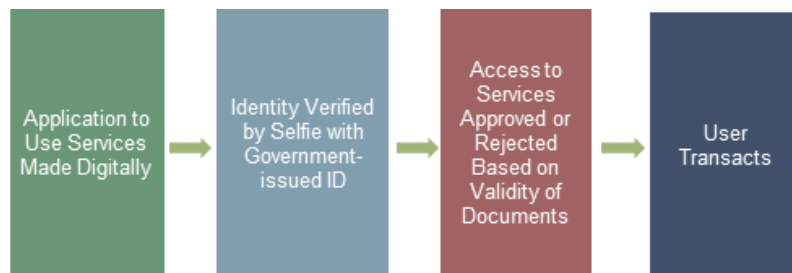 Application to
Use Services
Made Digitally
Identity Verified
by Selfie with
Government-
issued ID
Access to
Services
Approved or
Rejected
Based on
Validity of
Documents
User
Transacts